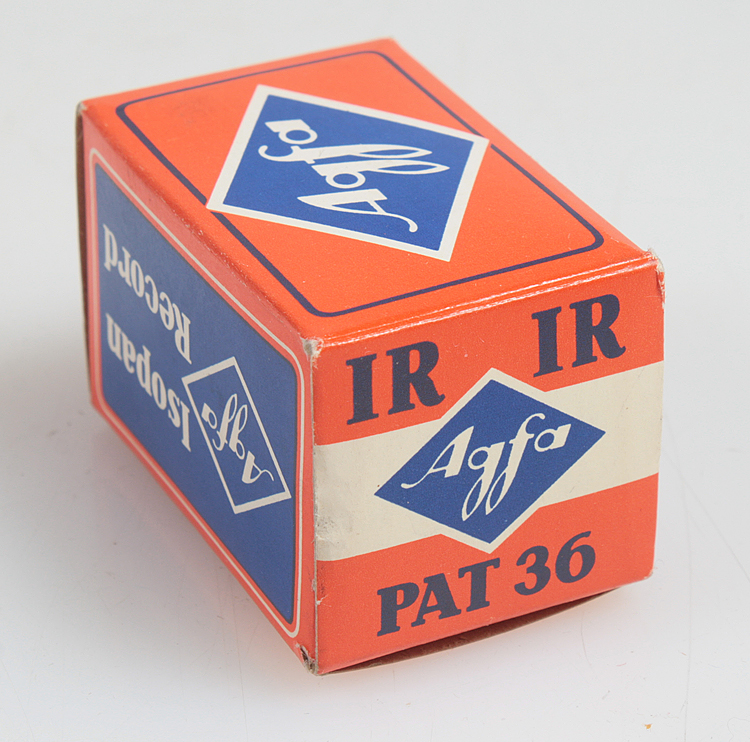 Agfa
IR IR
Agfa
PAT 36
Agfa
Isopan
Record